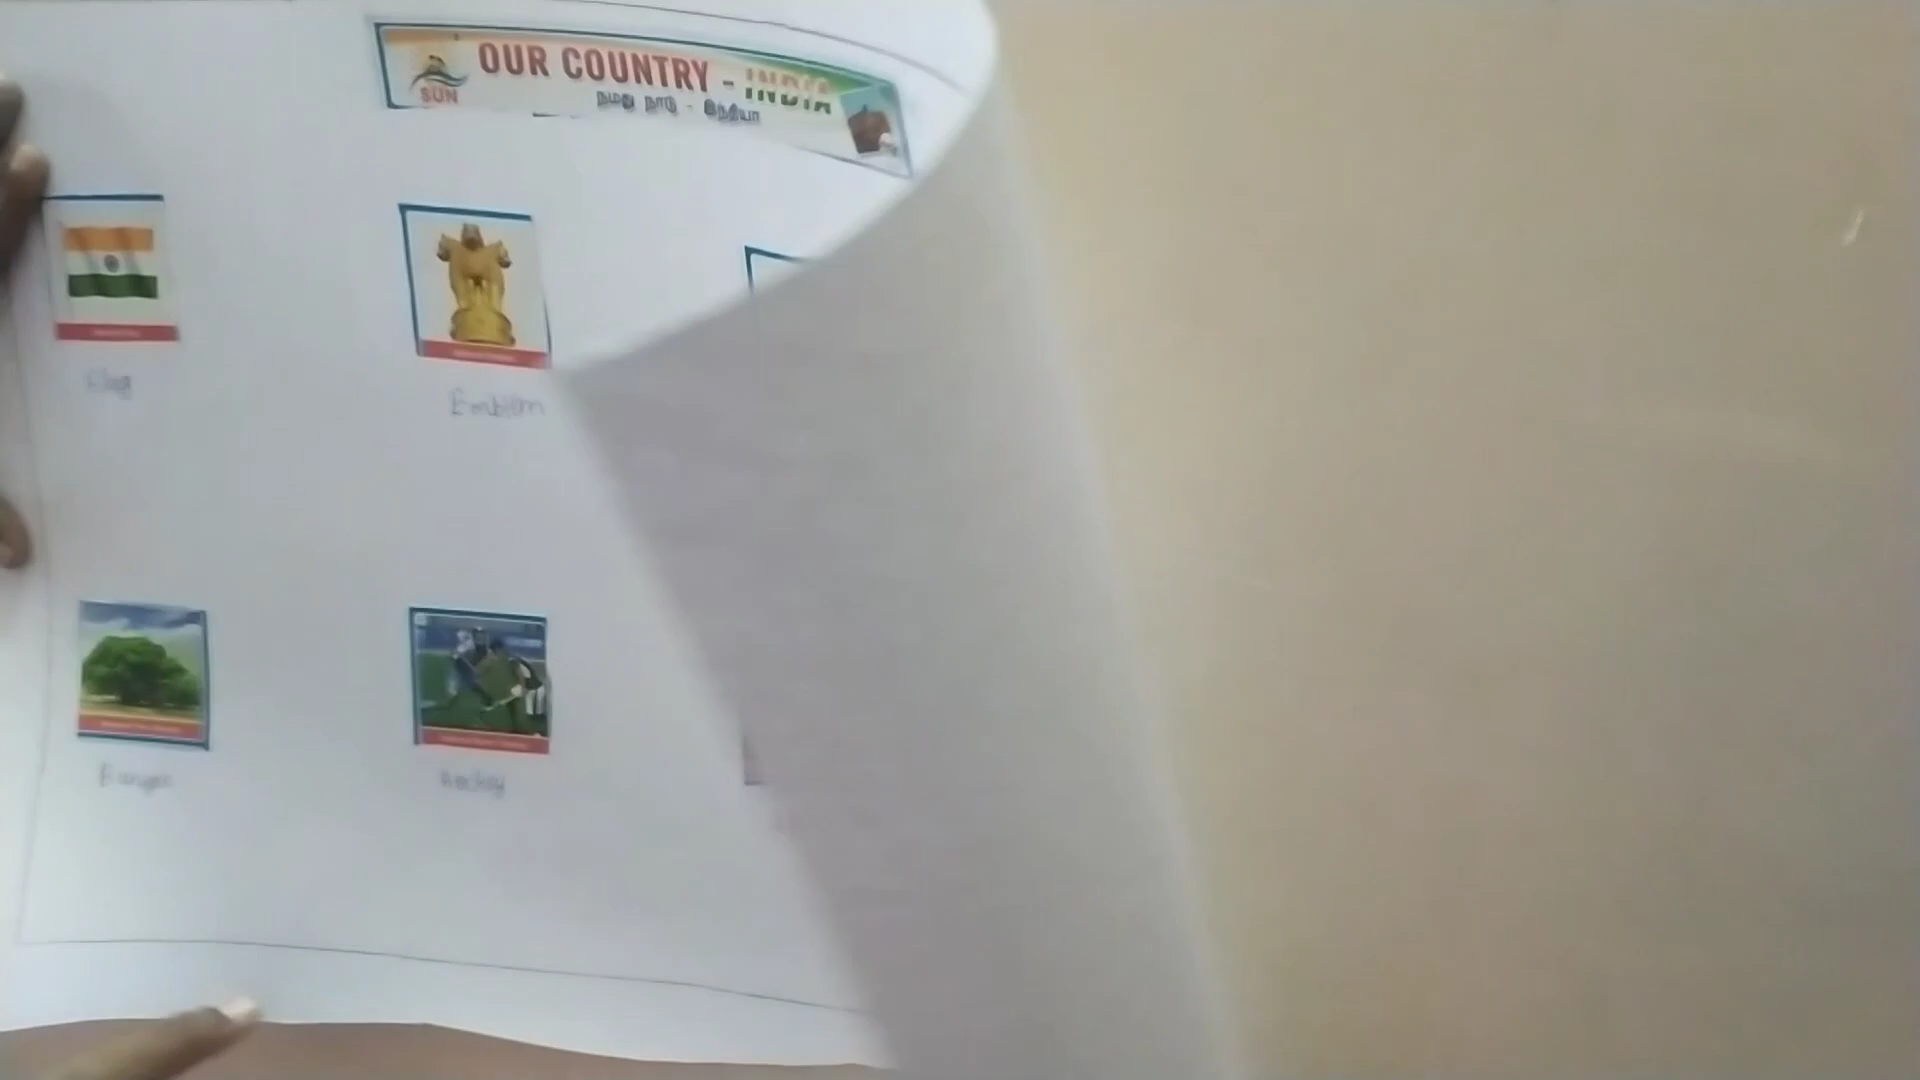 OUR COUNTRY - INDIA
SUN
நமது நாடு - இந்தியா
Flag
Emblem
Banyan
Hockey